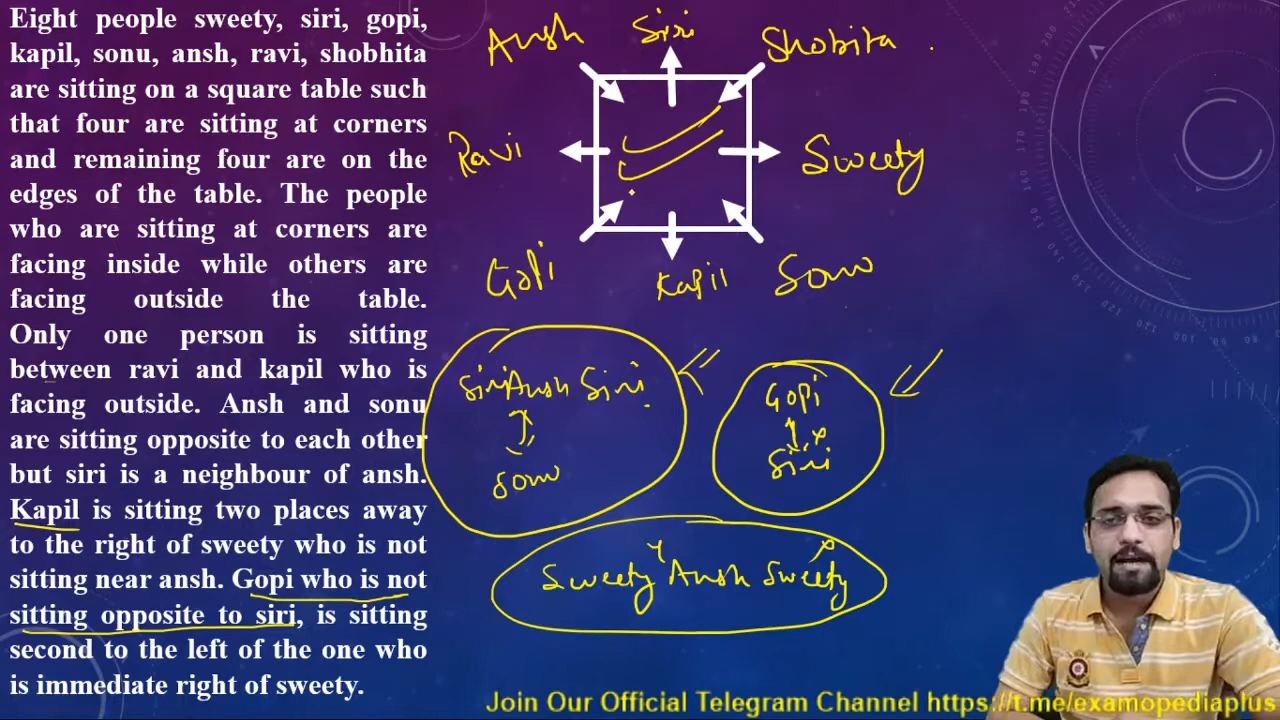 Eight people sweety, siri, gopi,
kapil, sonu, ansh, ravi, shobhita
are sitting on a square table such
that four are sitting at corners
and remaining four are on the
edges of the table. The people
who are sitting at corners are
facing inside while others are
facing outside the table.
Only one person is sitting
between ravi and kapil who is
facing outside. Ansh and sonu
are sitting opposite to each other
but siri is a neighbour of ansh.
Kapil is sitting two places away
to the right of sweety who is not
sitting near ansh. Gopi who is not
sitting opposite to siri, is sitting
second to the left of the one who
is immediate right of sweety.
Ansh Siri Shobita
Ravi Sweety
Gopi Kapil Sonu
Siri Ansh Siri
Sonu
Gopi
Siri
Sweety Ansh Sweety
Join Our Official Telegram Channel https://t.me/examopediaplus